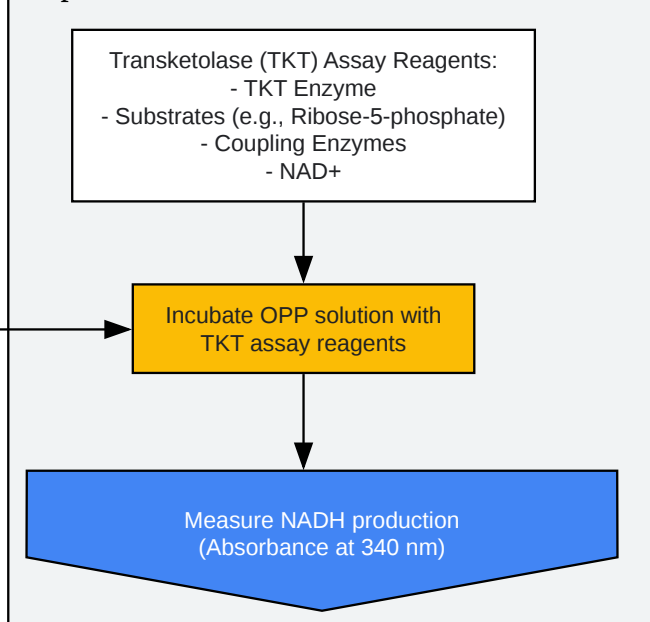 Transketolase (TKT) Assay Reagents:
- TKT Enzyme
- Substrates (e.g., Ribose-5-phosphate)
- Coupling Enzymes
- NAD+
Incubate OPP solution with
TKT assay reagents
Measure NADH production
(Absorbance at 340 nm)